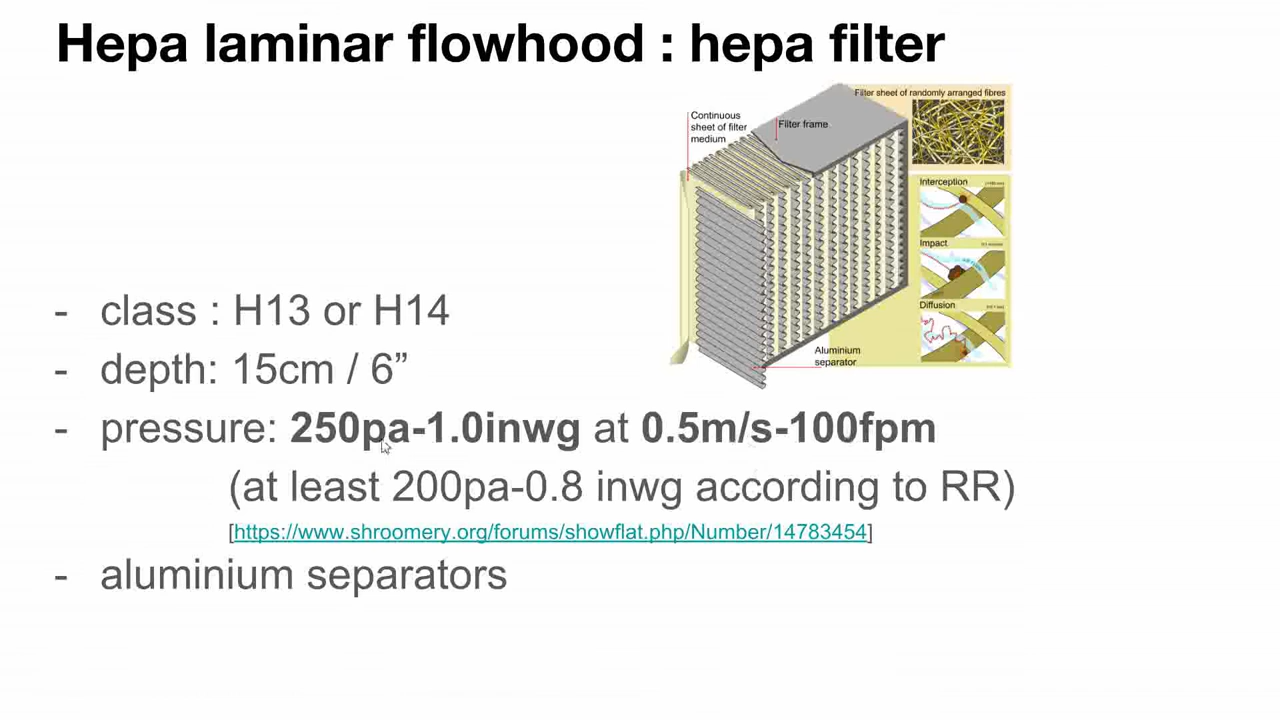 Hepa laminar flowhood : hepa filter
Filter sheet of randomly arranged fibres
Continuous
sheet of filter
medium
Filter frame
Interception
Impact
Diffusion
Aluminium
separator
- class : H13 or H14
- depth: 15cm / 6”
- pressure: 250pa-1.0inwg at 0.5m/s-100fpm
(at least 200pa-0.8 inwg according to RR)
[https://www.shroomery.org/forums/showflat.php/Number/14783454]
- aluminium separators